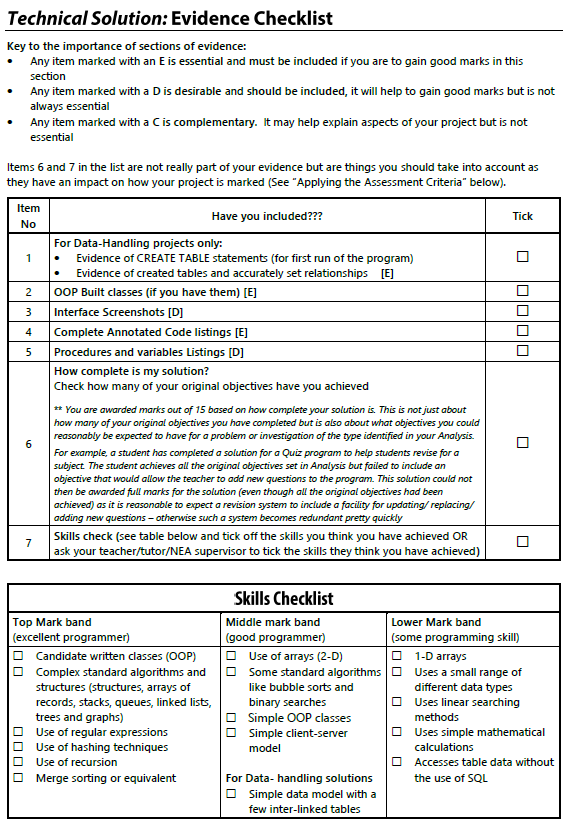 Technical Solution: Evidence Checklist
Key to the importance of sections of evidence:
• Any item marked with an E is essential and must be included if you are to gain good marks in this
section
• Any item marked with a D is desirable and should be included, it will help to gain good marks but is not
always essential
• Any item marked with a C is complementary. It may help explain aspects of your project but is not
essential
Items 6 and 7 in the list are not really part of your evidence but are things you should take into account as
they have an impact on how your project is marked (See "Applying the Assessment Criteria" below).
Item
No
Have you included???
Tick
1
For Data-Handling projects only:
• Evidence of CREATE TABLE statements (for first run of the program)
• Evidence of created tables and accurately set relationships [E]
☐
2
OOP Built classes (if you have them) [E]
☐
3
Interface Screenshots [D]
☐
4
Complete Annotated Code listings [E]
☐
5
Procedures and variables Listings [D]
☐
6
How complete is my solution?
Check how many of your original objectives have you achieved
** You are awarded marks out of 15 based on how complete your solution is. This is not just about
how many of your original objectives you have completed but is also about what objectives you could
reasonably be expected to have for a problem or investigation of the type identified in your Analysis.
For example, a student has completed a solution for a Quiz program to help students revise for a
subject. The student achieves all the original objectives set in Analysis but failed to include an
objective that would allow the teacher to add new questions to the program. This solution could not
then be awarded full marks for the solution (even though all the original objectives had been
achieved) as it is reasonable to expect a revision system to include a facility for updating/ replacing/
adding new questions – otherwise such a system becomes redundant pretty quickly
☐
7
Skills check (see table below and tick off the skills you think you have achieved OR
ask your teacher/tutor/NEA supervisor to tick the skills they think you have achieved)
☐
Skills Checklist
Top Mark band
(excellent programmer)
☐ Candidate written classes (OOP)
☐ Complex standard algorithms and
structures (structures, arrays of
records, stacks, queues, linked lists,
trees and graphs)
☐ Use of regular expressions
☐ Use of hashing techniques
☐ Use of recursion
☐ Merge sorting or equivalent
Middle mark band
(good programmer)
☐ Use of arrays (2-D)
☐ Some standard algorithms
like bubble sorts and
binary searches
☐ Simple OOP classes
☐ Simple client-server
model
For Data- handling solutions
☐ Simple data model with a
few inter-linked tables
Lower Mark band
(some programming skill)
☐ 1-D arrays
☐ Uses a small range of
different data types
☐ Uses linear searching
methods
☐ Uses simple mathematical
calculations
☐ Accesses table data without
the use of SQL